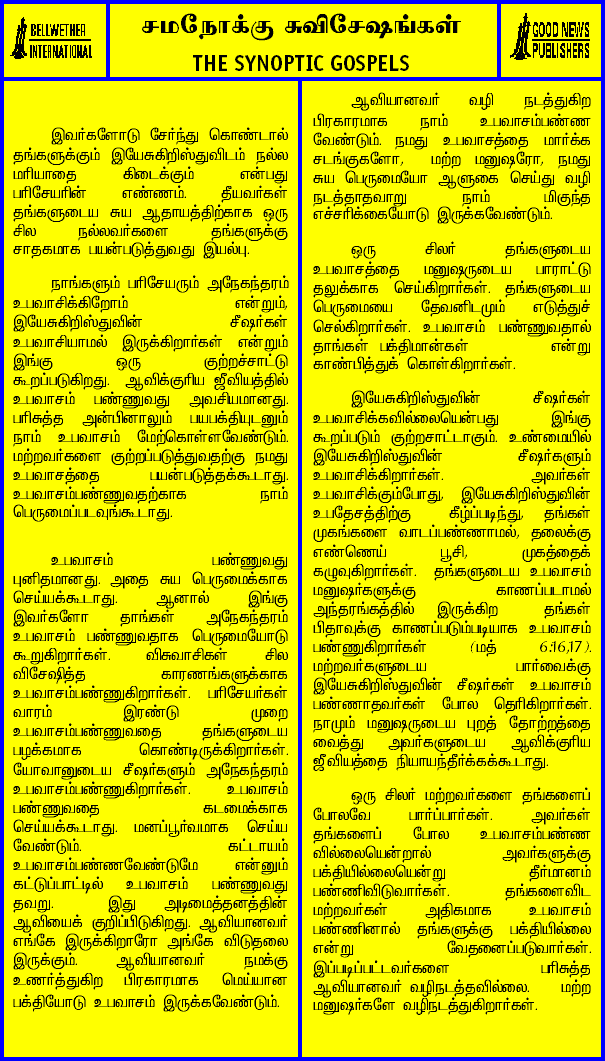 BELLWETHER
INTERNATIONAL
சமநோக்கு சுவிசேஷங்கள்
THE SYNOPTIC GOSPELS
GOOD NEWS
PUBLISHERS
இவர்களோடு சேர்ந்து கொண்டால்
தங்களுக்கும் இயேசுகிறிஸ்துவிடம் நல்ல
மரியாதை கிடைக்கும் என்பது
பரிசேயரின் எண்ணம். தீயவர்கள்
தங்களுடைய சுய ஆதாயத்திற்காக ஒரு
சில நல்லவர்களை தங்களுக்கு
சாதகமாக பயன்படுத்துவது இயல்பு.
நாங்களும் பரிசேயரும் அநேகந்தரம்
உபவாசிக்கிறோம் என்றும்,
இயேசுகிறிஸ்துவின் சீஷர்கள்
உபவாசியாமல் இருக்கிறார்கள் என்றும்
இங்கு ஒரு குற்றச்சாட்டு
கூறப்படுகிறது. ஆவிக்குரிய ஜீவியத்தில்
உபவாசம் பண்ணுவது அவசியமானது.
பரிசுத்த அன்பினாலும் பயபக்தியுடனும்
நாம் உபவாசம் மேற்கொள்ளவேண்டும்.
மற்றவர்களை குற்றப்படுத்துவதற்கு நமது
உபவாசத்தை பயன்படுத்தக்கூடாது.
உபவாசம்பண்ணுவதற்காக நாம்
பெருமைப்படவுங்கூடாது.
உபவாசம் பண்ணுவது
புனிதமானது. அதை சுய பெருமைக்காக
செய்யக்கூடாது. ஆனால் இங்கு
இவர்களோ தாங்கள் அநேகந்தரம்
உபவாசம் பண்ணுவதாக பெருமையோடு
கூறுகிறார்கள். விசுவாசிகள் சில
விசேஷித்த காரணங்களுக்காக
உபவாசம்பண்ணுகிறார்கள். பரிசேயர்கள்
வாரம் இரண்டு முறை
உபவாசம்பண்ணுவதை தங்களுடைய
பழக்கமாக கொண்டிருக்கிறார்கள்.
யோவானுடைய சீஷர்களும் அநேகந்தரம்
உபவாசம்பண்ணுகிறார்கள். உபவாசம்
பண்ணுவதை கடமைக்காக
செய்யக்கூடாது. மனப்பூர்வமாக செய்ய
வேண்டும். கட்டாயம்
உபவாசம்பண்ணவேண்டுமே என்னும்
கட்டுப்பாட்டில் உபவாசம் பண்ணுவது
தவறு. இது அடிமைத்தனத்தின்
ஆவியைக் குறிப்பிடுகிறது. ஆவியானவர்
எங்கே இருக்கிறாரோ அங்கே விடுதலை
இருக்கும். ஆவியானவர் நமக்கு
உணர்த்துகிற பிரகாரமாக மெய்யான
பக்தியோடு உபவாசம் இருக்கவேண்டும்.
ஆவியானவர் வழி நடத்துகிற
பிரகாரமாக நாம் உபவாசம்பண்ண
வேண்டும். நமது உபவாசத்தை மார்க்க
சடங்குகளோ, மற்ற மனுஷரோ, நமது
சுய பெருமையோ ஆளுகை செய்து வழி
நடத்தாதவாறு நாம் மிகுந்த
எச்சரிக்கையோடு இருக்கவேண்டும்.
ஒரு சிலர் தங்களுடைய
உபவாசத்தை மனுஷருடைய பாராட்டு
தலுக்காக செய்கிறார்கள். தங்களுடைய
பெருமையை தேவனிடமும் எடுத்துச்
செல்கிறார்கள். உபவாசம் பண்ணுவதால்
தாங்கள் பக்திமான்கள் என்று
காண்பித்துக் கொள்கிறார்கள்.
இயேசுகிறிஸ்துவின் சீஷர்கள்
உபவாசிக்கவில்லையென்பது இங்கு
கூறப்படும் குற்றசாட்டாகும். உண்மையில்
இயேசுகிறிஸ்துவின் சீஷர்களும்
உபவாசிக்கிறார்கள். அவர்கள்
உபவாசிக்கும்போது, இயேசுகிறிஸ்துவின்
உபதேசத்திற்கு கீழ்ப்படிந்து, தங்கள்
முகங்களை வாடப்பண்ணாமல், தலைக்கு
எண்ணெய் பூசி, முகத்தைக்
கழுவுகிறார்கள். தங்களுடைய உபவாசம்
மனுஷர்களுக்கு காணப்படாமல்
அந்தரங்கத்தில் இருக்கிற தங்கள்
பிதாவுக்கு காணப்படும்படியாக உபவாசம்
பண்ணுகிறார்கள் (மத் 6:16,17).
மற்றவர்களுடைய பார்வைக்கு
இயேசுகிறிஸ்துவின் சீஷர்கள் உபவாசம்
பண்ணாதவர்கள் போல தெரிகிறார்கள்.
நாமும் மனுஷருடைய புறத் தோற்றத்தை
வைத்து அவர்களுடைய ஆவிக்குரிய
ஜீவியத்தை நியாயந்தீர்க்கக்கூடாது.
ஒரு சிலர் மற்றவர்களை தங்களைப்
போலவே பார்ப்பார்கள். அவர்கள்
தங்களைப் போல உபவாசம்பண்ண
வில்லையென்றால் அவர்களுக்கு
பக்தியில்லையென்று தீர்மானம்
பண்ணிவிடுவார்கள். தங்களைவிட
மற்றவர்கள் அதிகமாக உபவாசம்
பண்ணினால் தங்களுக்கு பக்தியில்லை
என்று வேதனைப்படுவார்கள்.
இப்படிப்பட்டவர்களை பரிசுத்த
ஆவியானவர் வழிநடத்தவில்லை. மற்ற
மனுஷர்களே வழிநடத்துகிறார்கள்.